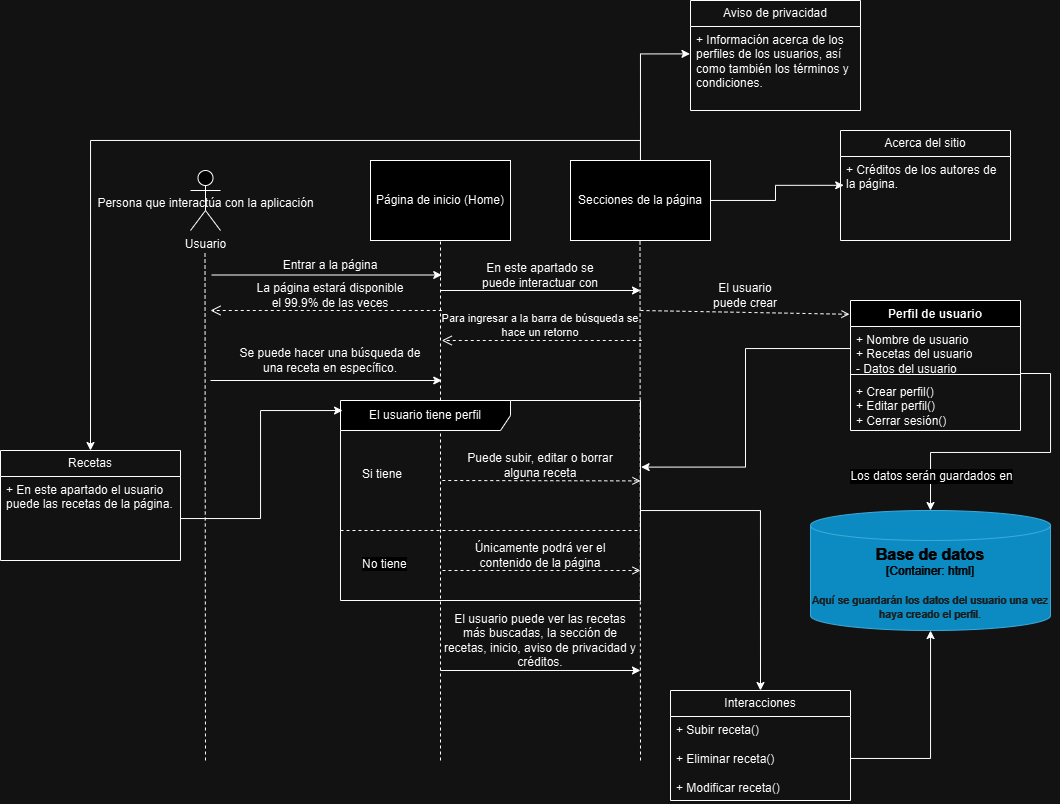 Aviso de privacidad
+ Información acerca de los
perfiles de los usuarios, así
como también los términos y
condiciones.
Acerca del sitio
+ Créditos de los autores de
la página.
Persona que interactúa con la aplicación
Usuario
Página de inicio (Home)
Secciones de la página
Entrar a la página
La página estará disponible
el 99.9% de las veces
En este apartado se
puede interactuar con
El usuario
puede crear
Para ingresar a la barra de búsqueda se
hace un retorno
Perfil de usuario
+ Nombre de usuario
+ Recetas del usuario
- Datos del usuario
+ Crear perfil()
+ Editar perfil()
+ Cerrar sesión()
Se puede hacer una búsqueda de
una receta en específico.
El usuario tiene perfil
Si tiene
Puede subir, editar o borrar
alguna receta
Recetas
+ En este apartado el usuario
puede las recetas de la página.
Los datos serán guardados en
No tiene
Únicamente podrá ver el
contenido de la página
Base de datos
[Container: html]
Aquí se guardarán los datos del usuario una vez
haya creado el perfil.
El usuario puede ver las recetas
más buscadas, la sección de
recetas, inicio, aviso de privacidad y
créditos.
Interacciones
+ Subir receta()
+ Eliminar receta()
+ Modificar receta()